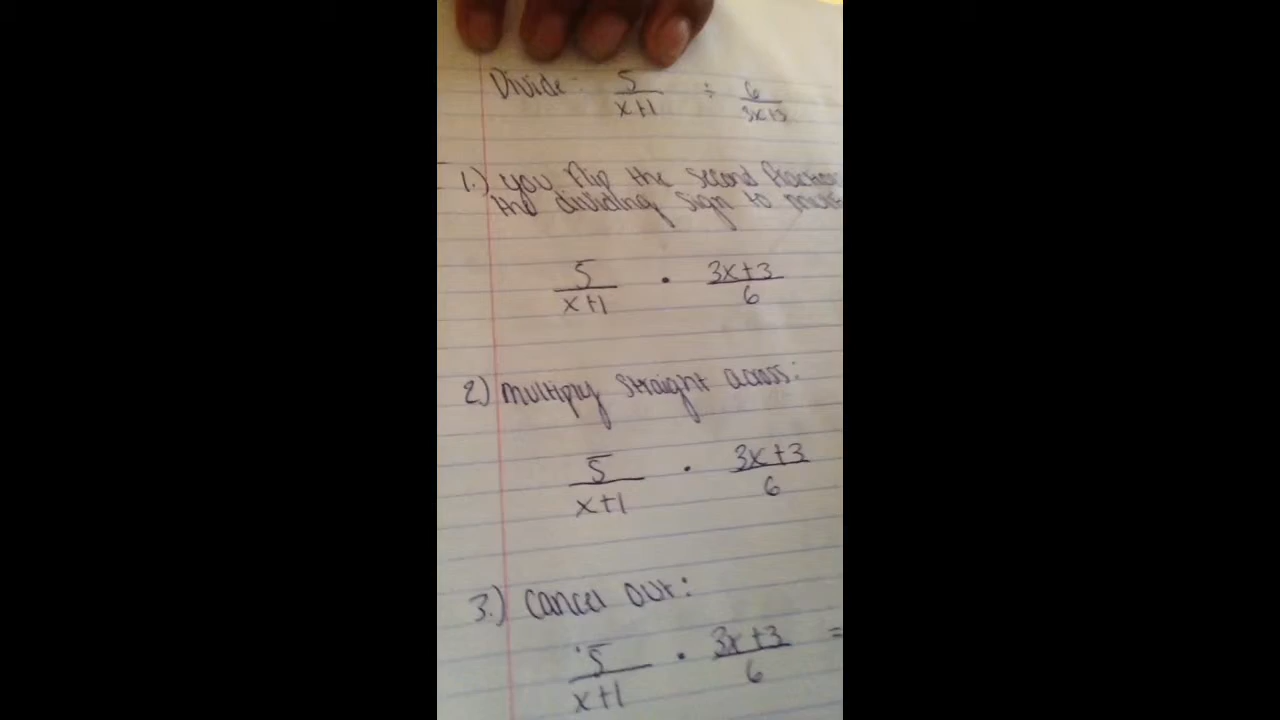 Divide: 5/(x+1) ÷ 6/(3x+3)
1.) you flip the second fraction
the dividing sign to
5/(x+1) · (3x+3)/6
2) multiply straight across:
5/(x+1) · (3x+3)/6
3.) Cancel out:
5/(x+1) · (3x+3)/6 =